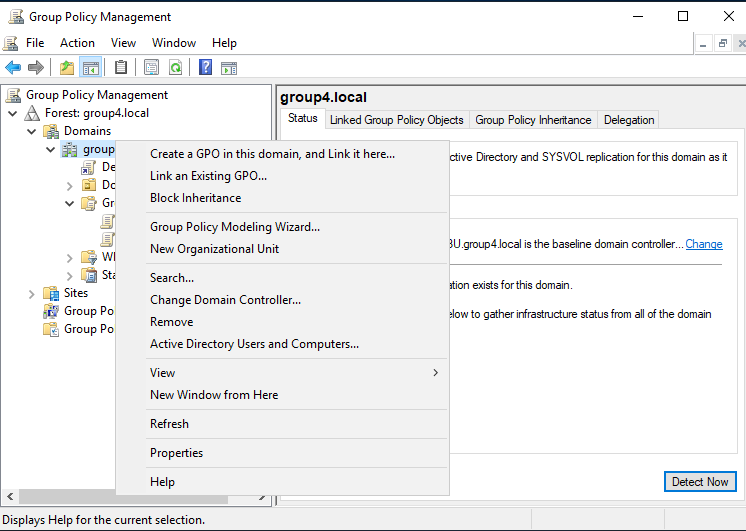 Group Policy Management
File Action View Window Help
Group Policy Management
Forest: group4.local
Domains
group
De
Do
Gr
Wl
Sta
Sites
Group Po
Group Po
Create a GPO in this domain, and Link it here...
Link an Existing GPO...
Block Inheritance
Group Policy Modeling Wizard...
New Organizational Unit
Search...
Change Domain Controller...
Remove
Active Directory Users and Computers...
View
New Window from Here
Refresh
Properties
Help
group4.local
Status Linked Group Policy Objects Group Policy Inheritance Delegation
ctive Directory and SYSVOL replication for this domain as it
BU.group4.local is the baseline domain controller... Change
ation exists for this domain.
elow to gather infrastructure status from all of the domain
Detect Now
Displays Help for the current selection.